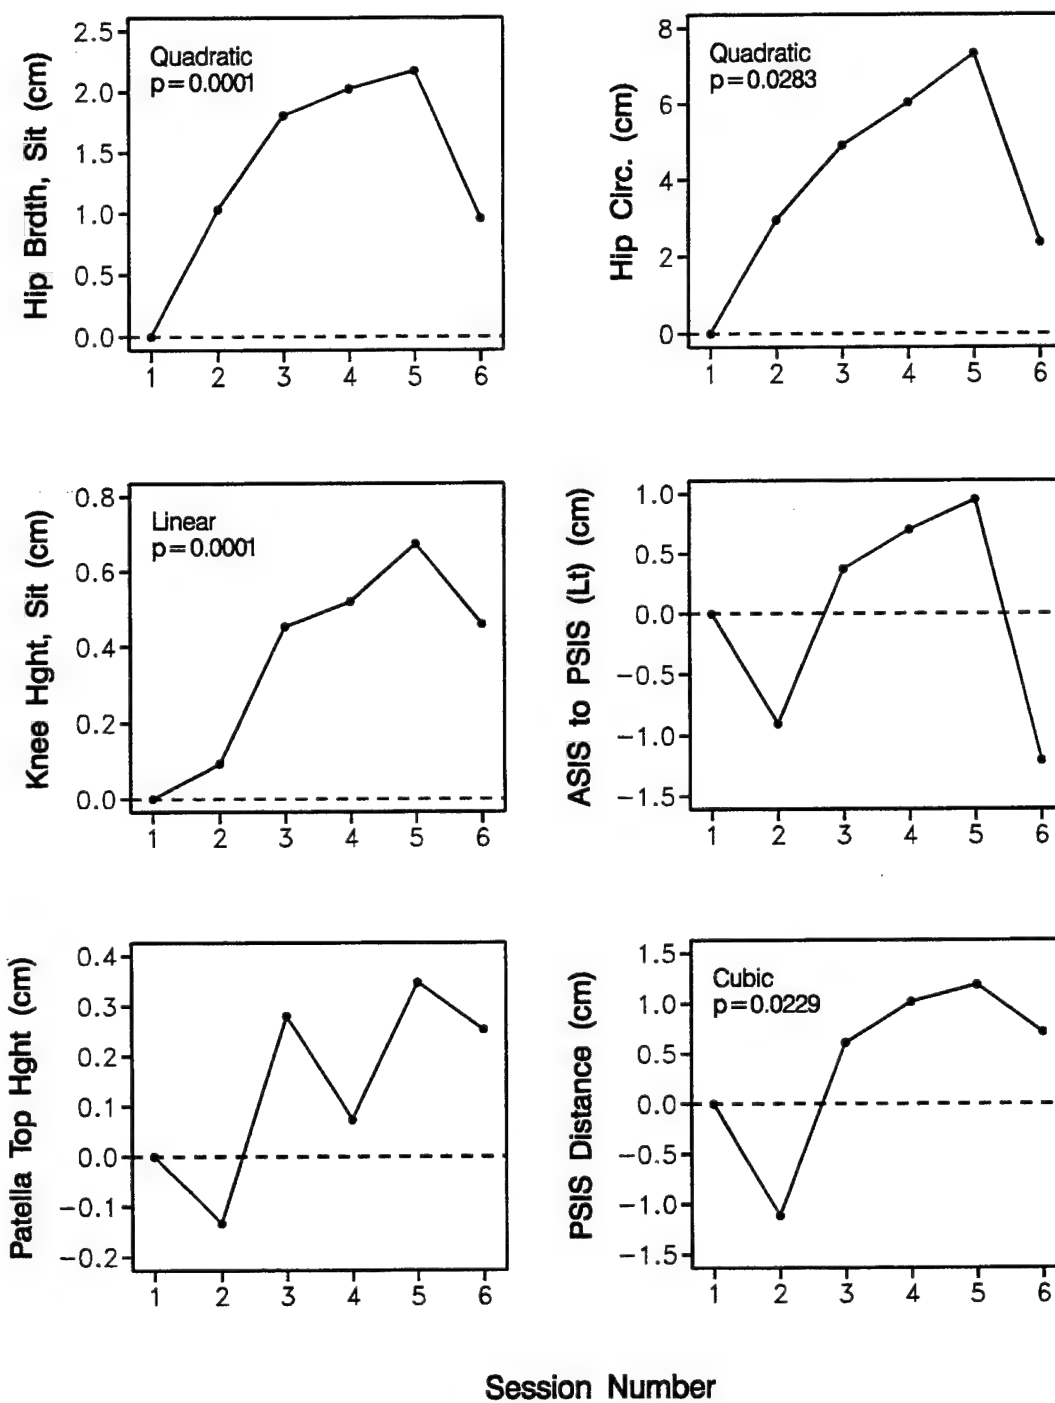 Hip Brdth, Sit (cm)
2.5
2.0
1.5
1.0
0.5
0.0
Quadratic
p=0.0001
1 2 3 4 5 6
Hip Circ. (cm)
8
6
4
2
0
Quadratic
p=0.0283
1 2 3 4 5 6
Knee Hght, Sit (cm)
0.8
0.6
0.4
0.2
0.0
Linear
p=0.0001
1 2 3 4 5 6
ASIS to PSIS (Lt) (cm)
1.0
0.5
0.0
−0.5
−1.0
−1.5
1 2 3 4 5 6
Patella Top Hght (cm)
0.4
0.3
0.2
0.1
0.0
−0.1
−0.2
1 2 3 4 5 6
PSIS Distance (cm)
1.5
1.0
0.5
0.0
−0.5
−1.0
−1.5
Cubic
p=0.0229
1 2 3 4 5 6
Session Number